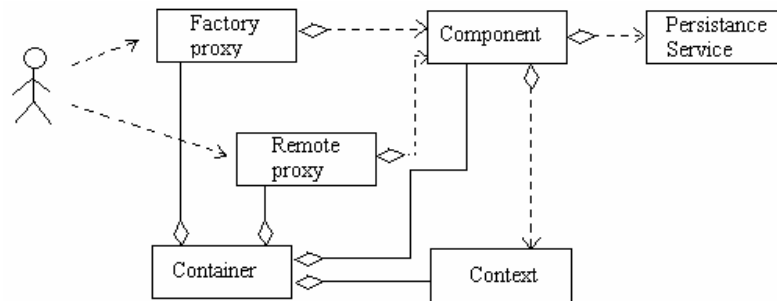 Factory
proxy
Component
Persistance
Service
Remote
proxy
Container
Context